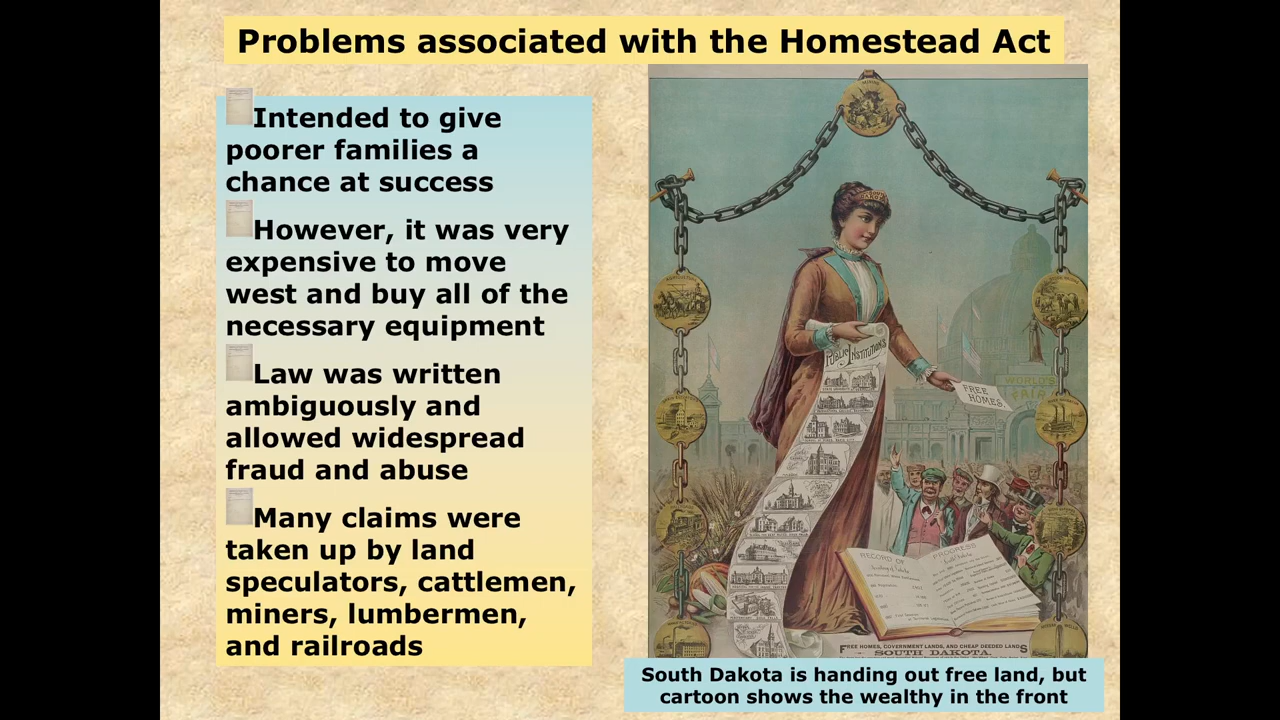 Problems associated with the Homestead Act
Intended to give
poorer families a
chance at success
However, it was very
expensive to move
west and buy all of the
necessary equipment
Law was written
ambiguously and
allowed widespread
fraud and abuse
Many claims were
taken up by land
speculators, cattlemen,
miners, lumbermen,
and railroads
PUBLIC INSTITUTIONS
FREE
HOMES.
WORLD'S
FAIR
RECORD OF
PROGRESS
FREE HOMES, GOVERNMENT LANDS, AND CHEAP DEEDED LANDS
SOUTH DAKOTA.
South Dakota is handing out free land, but
cartoon shows the wealthy in the front